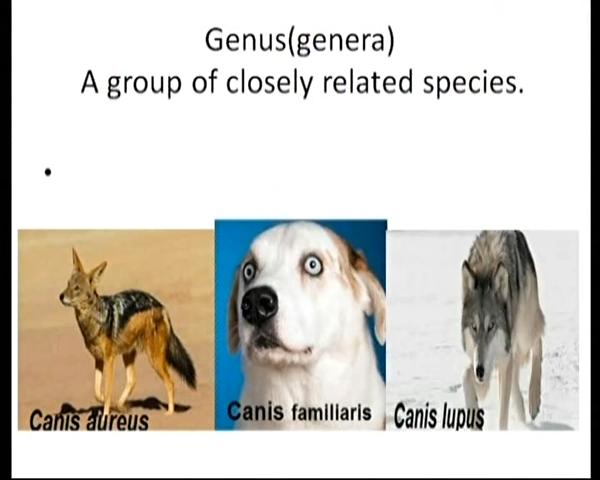 Genus(genera)
A group of closely related species.
•
Canis aureus
Canis familiaris
Canis lupus